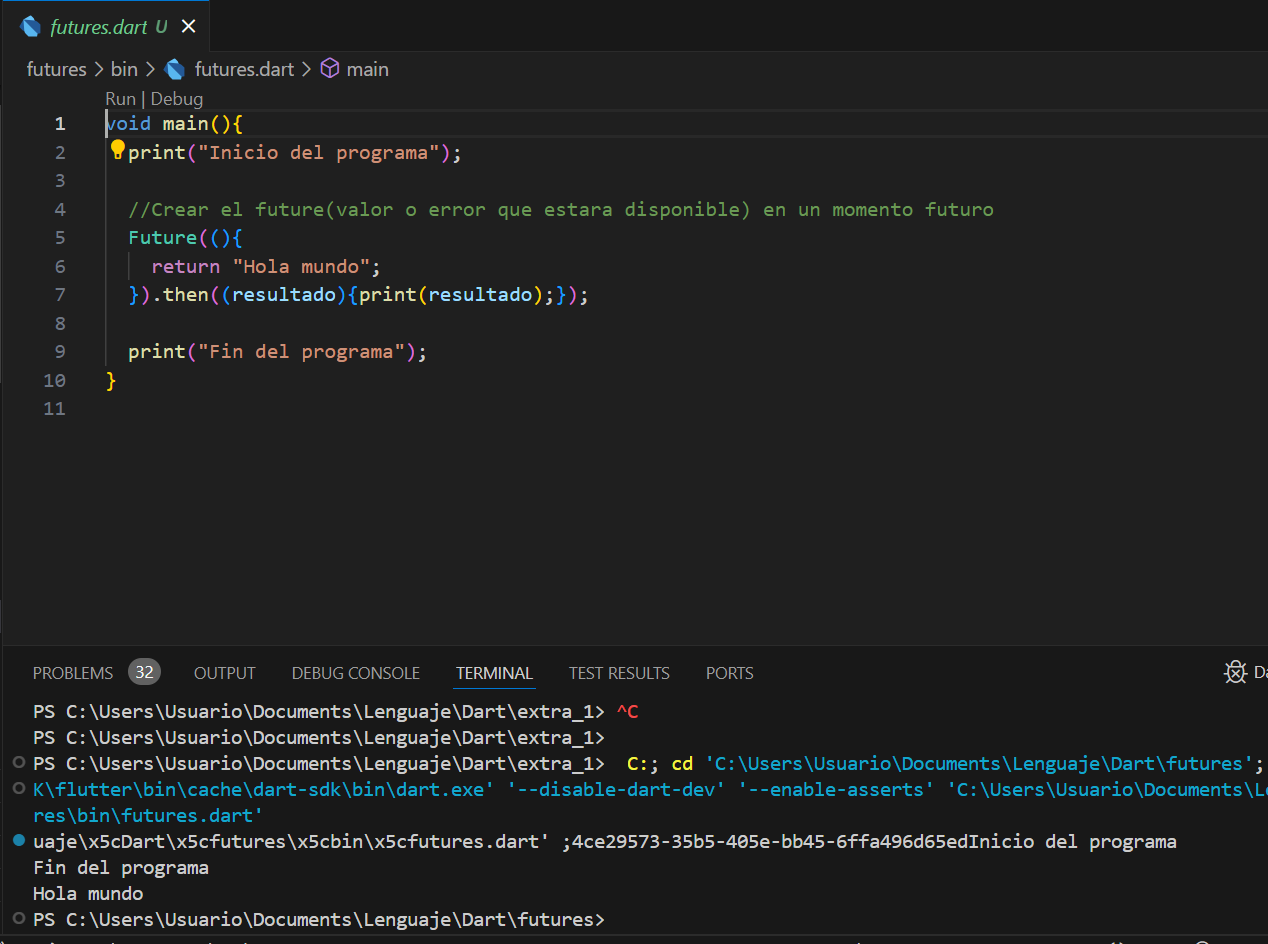 futures.dart U
futures > bin > futures.dart > main
Run | Debug
1 void main(){
2 print("Inicio del programa");
3
4 //Crear el future(valor o error que estara disponible) en un momento futuro
5 Future((){
6 return "Hola mundo";
7 }).then((resultado){print(resultado);});
8
9 print("Fin del programa");
10 }
11
PROBLEMS 32 OUTPUT DEBUG CONSOLE TERMINAL TEST RESULTS PORTS
PS C:\Users\Usuario\Documents\Lenguaje\Dart\extra_1> ^C
PS C:\Users\Usuario\Documents\Lenguaje\Dart\extra_1>
PS C:\Users\Usuario\Documents\Lenguaje\Dart\extra_1> C:; cd 'C:\Users\Usuario\Documents\Lenguaje\Dart\futures';
K\flutter\bin\cache\dart-sdk\bin\dart.exe' '--disable-dart-dev' '--enable-asserts' 'C:\Users\Usuario\Documents\Le
res\bin\futures.dart'
uaje\x5cDart\x5cfutures\x5cbin\x5cfutures.dart' ;4ce29573-35b5-405e-bb45-6ffa496d65edInicio del programa
Fin del programa
Hola mundo
PS C:\Users\Usuario\Documents\Lenguaje\Dart\futures>